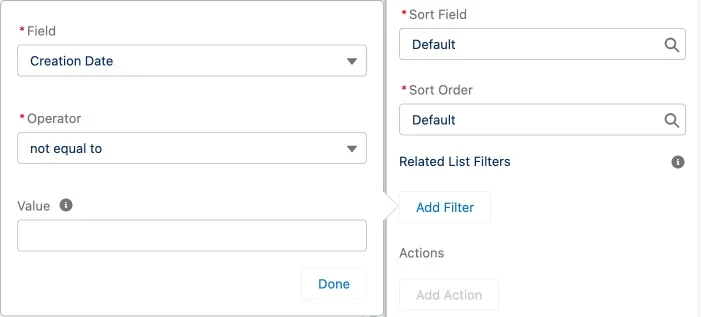 * Field
Creation Date
* Operator
not equal to
Value
Done
* Sort Field
Default
* Sort Order
Default
Related List Filters
Add Filter
Actions
Add Action